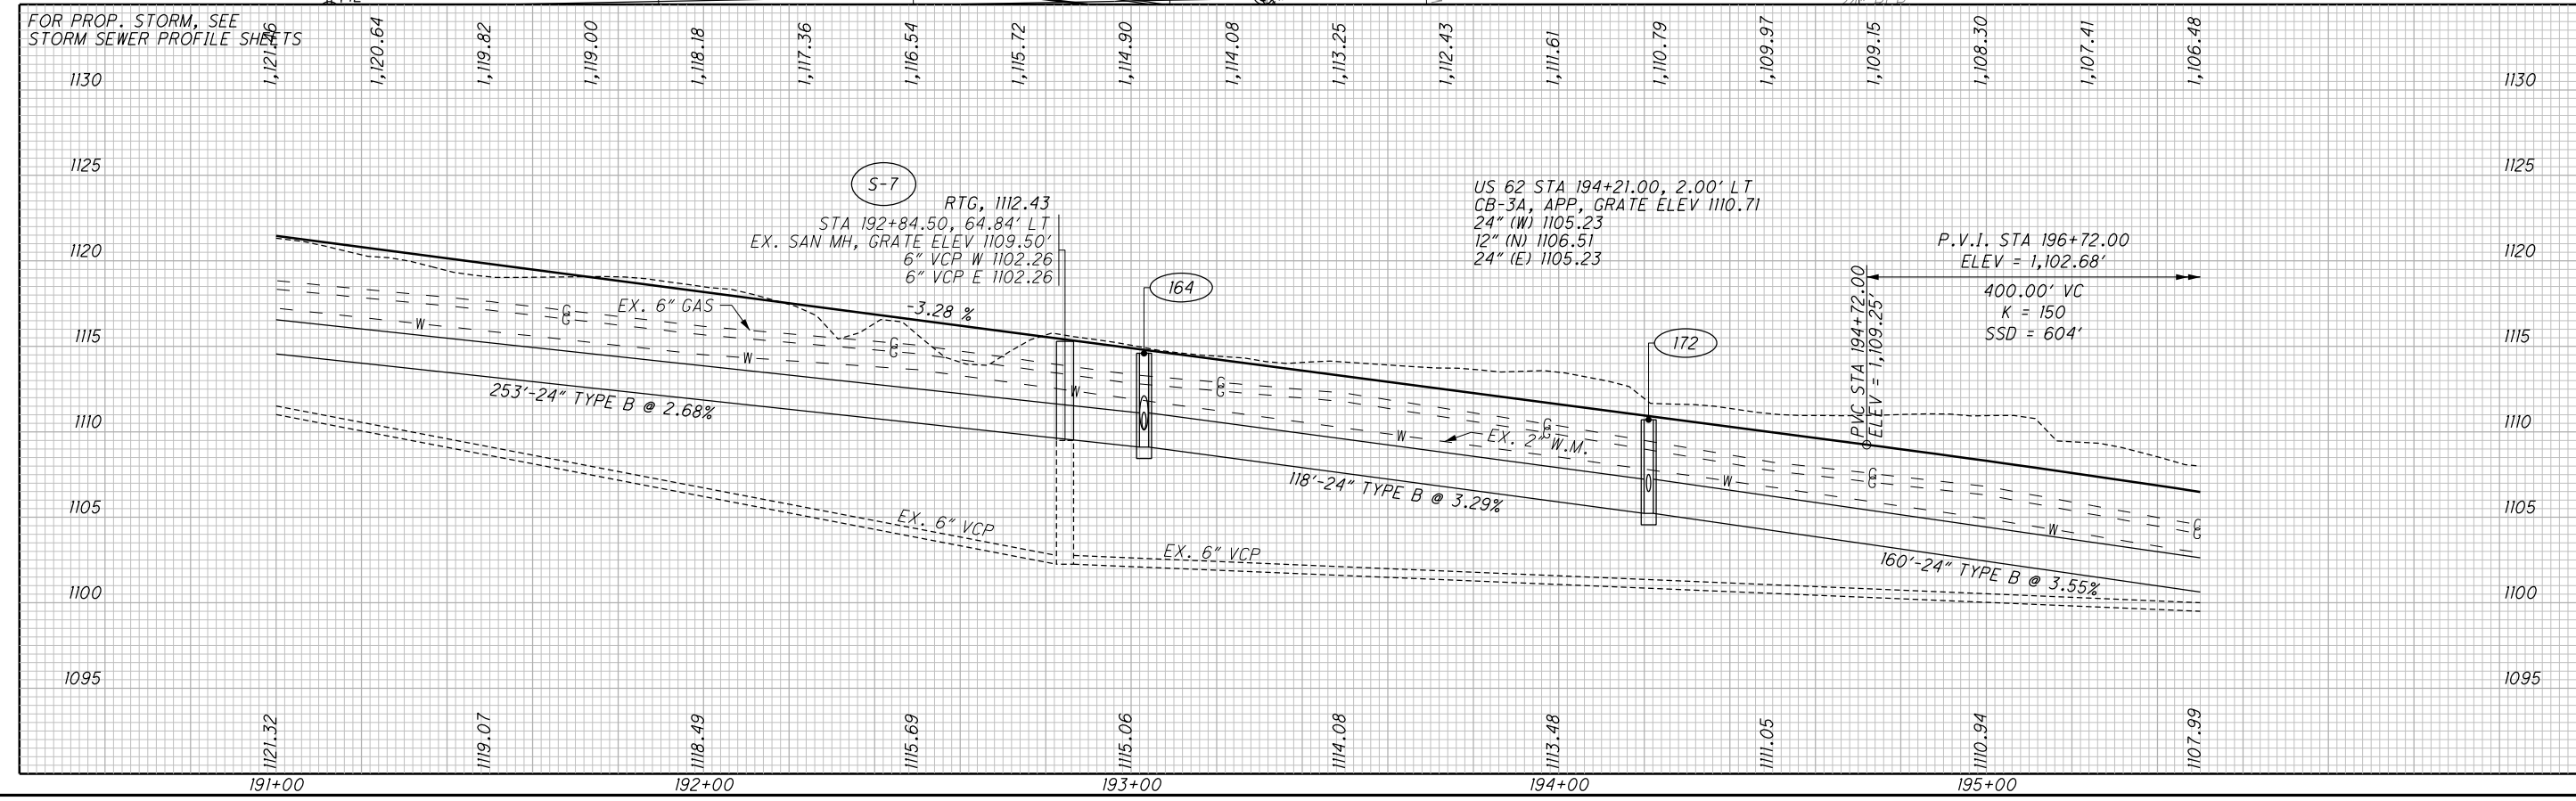 FOR PROP. STORM, SEE
STORM SEWER PROFILE SHEETS
1,121.46
1,120.64
1,119.82
1,119.00
1,118.18
1,117.36
1,116.54
1,115.72
1,114.90
1,114.08
1,113.25
1,112.43
1,111.61
1,110.79
1,109.97
1,109.15
1,108.30
1,107.41
1,106.48
1130
1130
1125
1125
S-7
RTG, 1112.43
STA 192+84.50, 64.84' LT
EX. SAN MH, GRATE ELEV 1109.50'
6" VCP W 1102.26
6" VCP E 1102.26
US 62 STA 194+21.00, 2.00' LT
CB-3A, APP, GRATE ELEV 1110.71
24" (W) 1105.23
12" (N) 1106.51
24" (E) 1105.23
P.V.I. STA 196+72.00
ELEV = 1,102.68'
400.00' VC
K = 150
SSD = 604'
PVC STA 194+72.00
ELEV = 1,109.25'
1120
1120
164
172
EX. 6" GAS
-3.28 %
G
G
G
G
G
G
G
G
G
G
G
G
W
W
W
W
W
W
1115
1115
253'-24" TYPE B @ 2.68%
EX. 2" W.M.
1110
1110
118'-24" TYPE B @ 3.29%
1105
1105
EX. 6" VCP
EX. 6" VCP
160'-24" TYPE B @ 3.55%
1100
1100
1095
1095
1121.32
1119.07
1118.49
1115.69
1115.06
1114.08
1113.48
1111.05
1110.94
1107.99
191+00
192+00
193+00
194+00
195+00